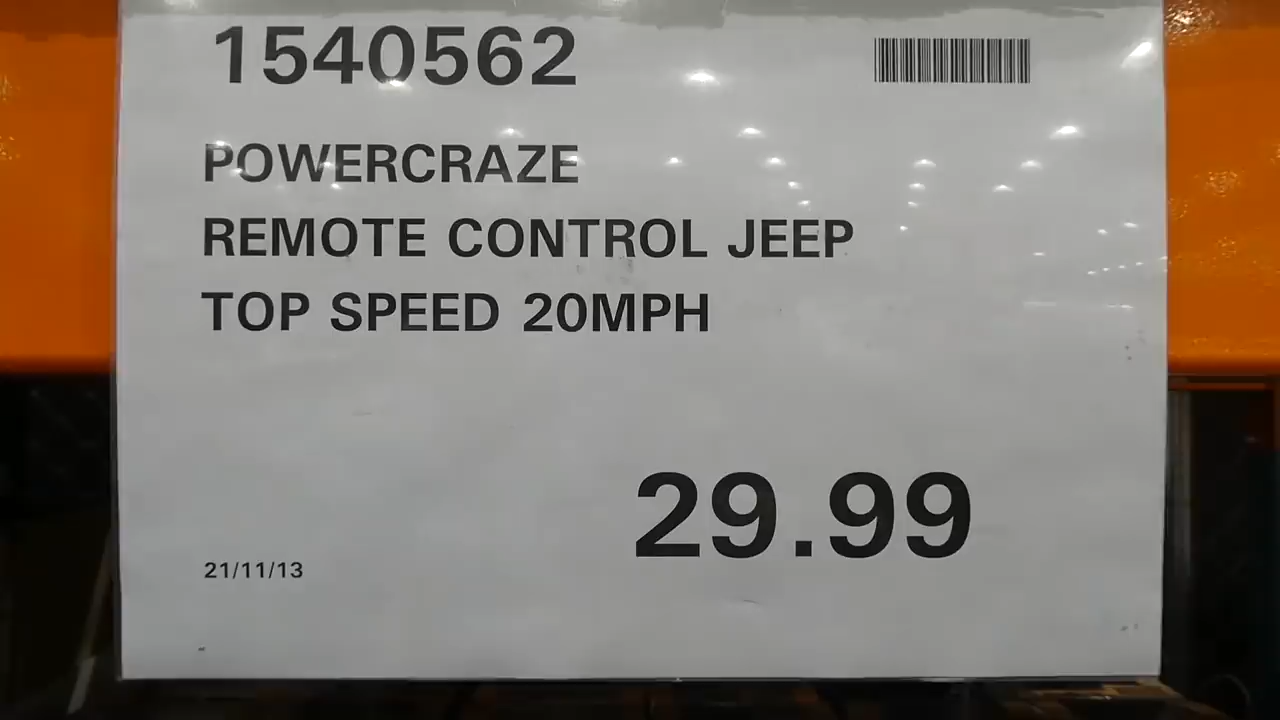 1540562
POWERCRAZE
REMOTE CONTROL JEEP
TOP SPEED 20MPH
29.99
21/11/13